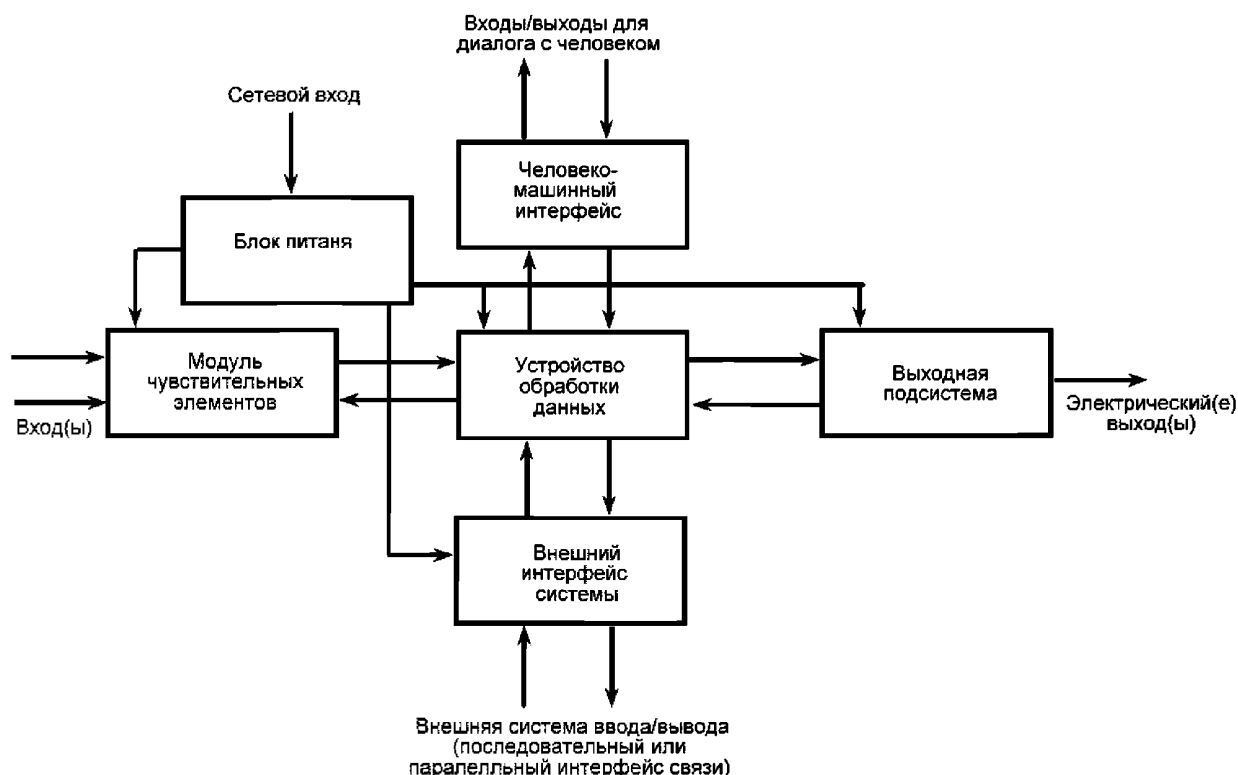 Входы/выходы для
диалога с человеком
Сетевой вход
Человеко-
машинный
интерфейс
Блок питаня
Модуль
чувствительных
элементов
Устройство
обработки
данных
Выходная
подсистема
Вход(ы)
Электрический(е)
выход(ы)
Внешний
интерфейс
системы
Внешняя система ввода/вывода
(последовательный или
паралелльный интерфейс связи)